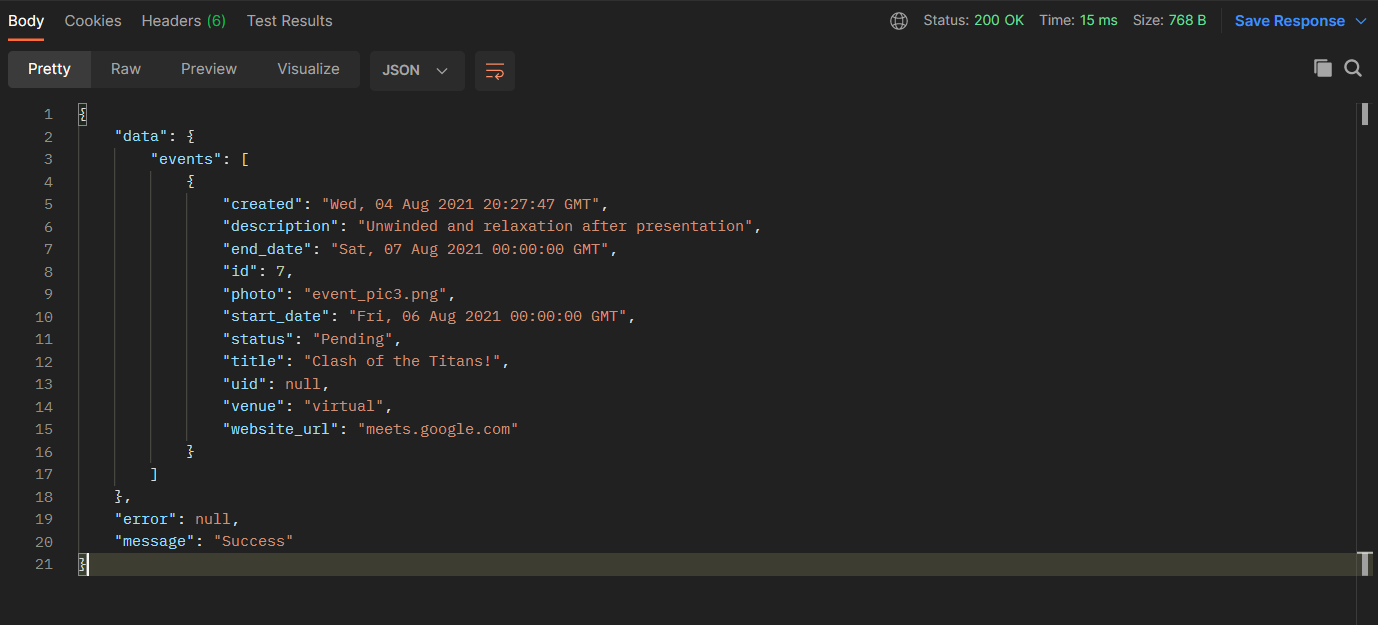 Body Cookies Headers (6) Test Results Status: 200 OK Time: 15 ms Size: 768 B Save Response
Pretty Raw Preview Visualize JSON
1 {
2 "data": {
3 "events": [
4 {
5 "created": "Wed, 04 Aug 2021 20:27:47 GMT",
6 "description": "Unwinded and relaxation after presentation",
7 "end_date": "Sat, 07 Aug 2021 00:00:00 GMT",
8 "id": 7,
9 "photo": "event_pic3.png",
10 "start_date": "Fri, 06 Aug 2021 00:00:00 GMT",
11 "status": "Pending",
12 "title": "Clash of the Titans!",
13 "uid": null,
14 "venue": "virtual",
15 "website_url": "meets.google.com"
16 }
17 ]
18 },
19 "error": null,
20 "message": "Success"
21 }